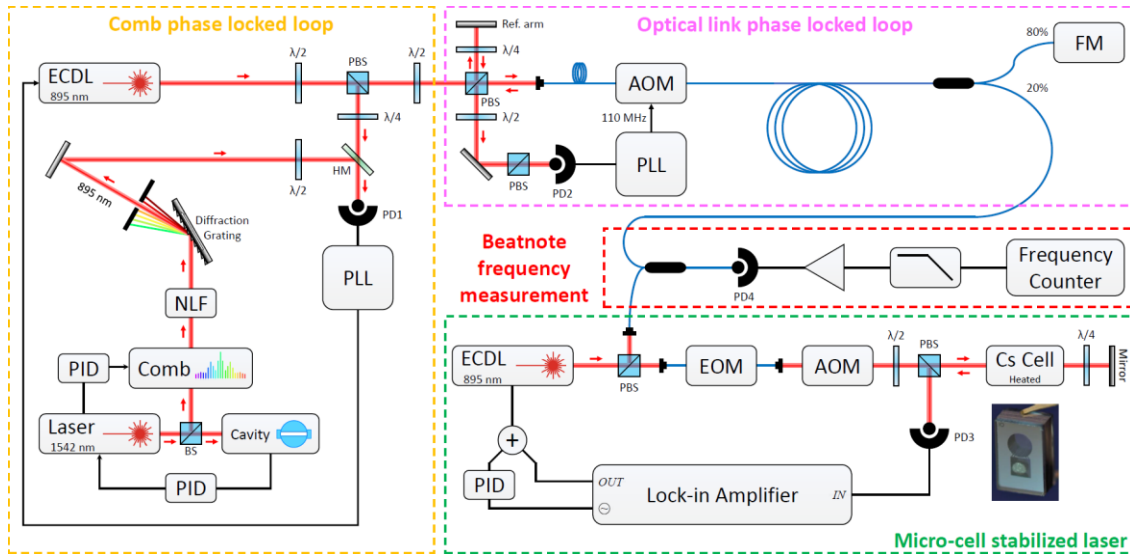 Comb phase locked loop
ECDL
895 nm
λ/2
PBS
λ/2
λ/4
HM
λ/2
PD1
PLL
895 nm
Diffraction
Grating
NLF
Comb
PID
Laser
1542 nm
BS
Cavity
PID
Optical link phase locked loop
Ref. arm
λ/4
PBS
λ/2
PBS
PD2
PLL
110 MHz
AOM
80%
FM
20%
Beatnote
frequency
measurement
PD4
Frequency
Counter
ECDL
895 nm
PBS
EOM
AOM
λ/2
PBS
Cs Cell
Heated
λ/4
Mirror
PD3
+
PID
OUT
~
Lock-in Amplifier
IN
Micro-cell stabilized laser